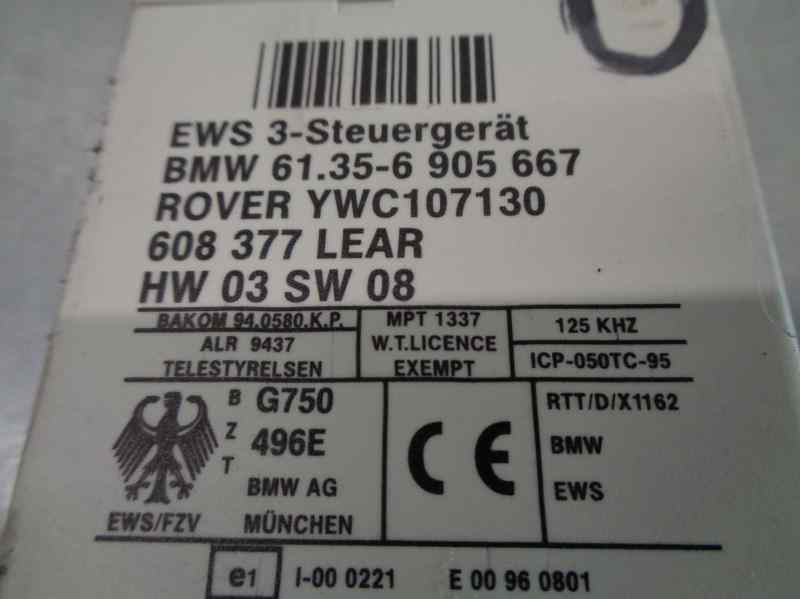 EWS 3-Steuergerät
BMW 61.35-6 905 667
ROVER YWC107130
608 377 LEAR
HW 03 SW 08
BAKOM 94.0580.K.P.
ALR 9437
TELESTYRELSEN
MPT 1337
W.T.LICENCE
EXEMPT
125 KHZ
ICP-050TC-95
B G750
Z 496E
T
BMW AG
EWS/FZV MÜNCHEN
CE
RTT/D/X1162
BMW
EWS
e1 I-00 0221 E 00 96 0801